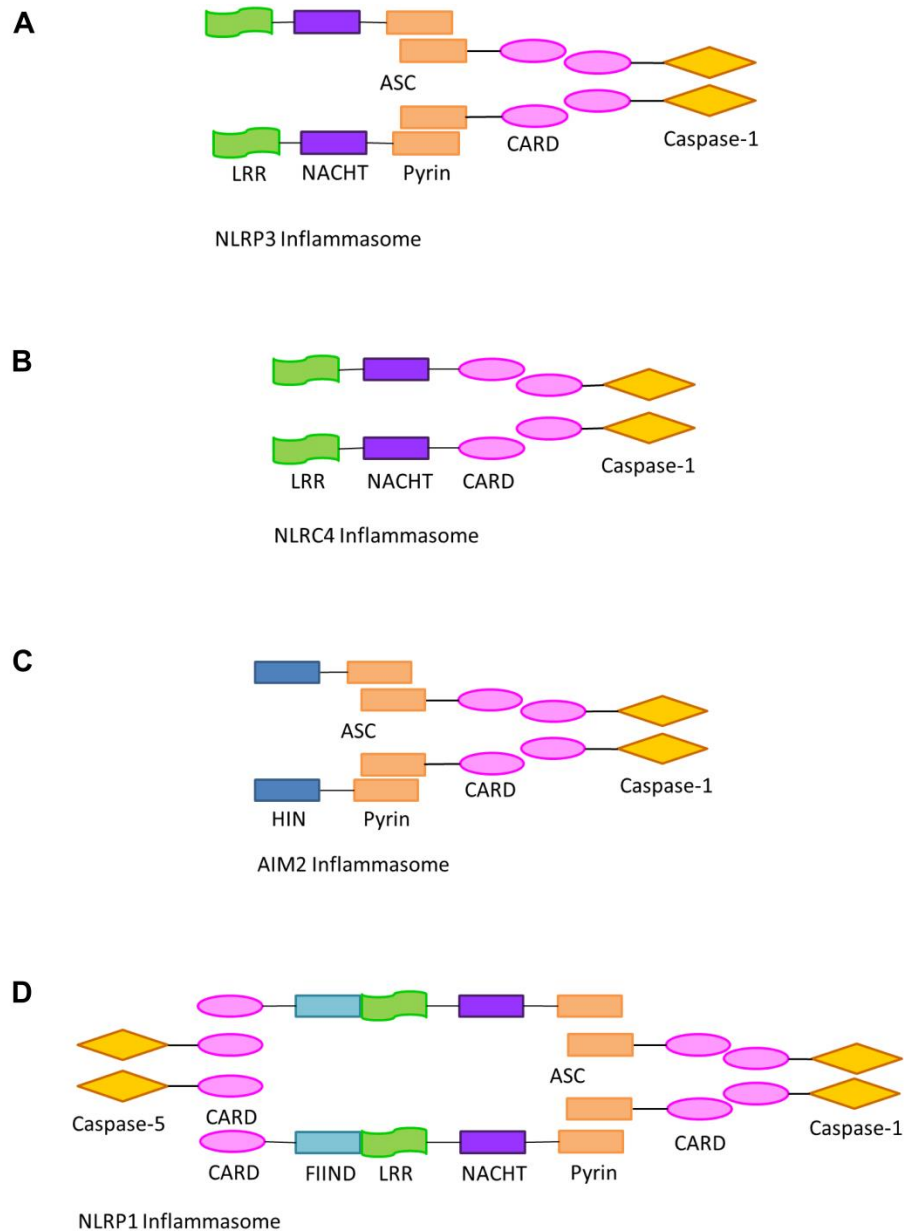 A
ASC
CARD
Caspase-1
LRR NACHT Pyrin
NLRP3 Inflammasome
B
Caspase-1
LRR NACHT CARD
NLRC4 Inflammasome
C
ASC
CARD
Caspase-1
HIN Pyrin
AIM2 Inflammasome
D
ASC
Caspase-5 CARD CARD Caspase-1
CARD FIIND LRR NACHT Pyrin
NLRP1 Inflammasome